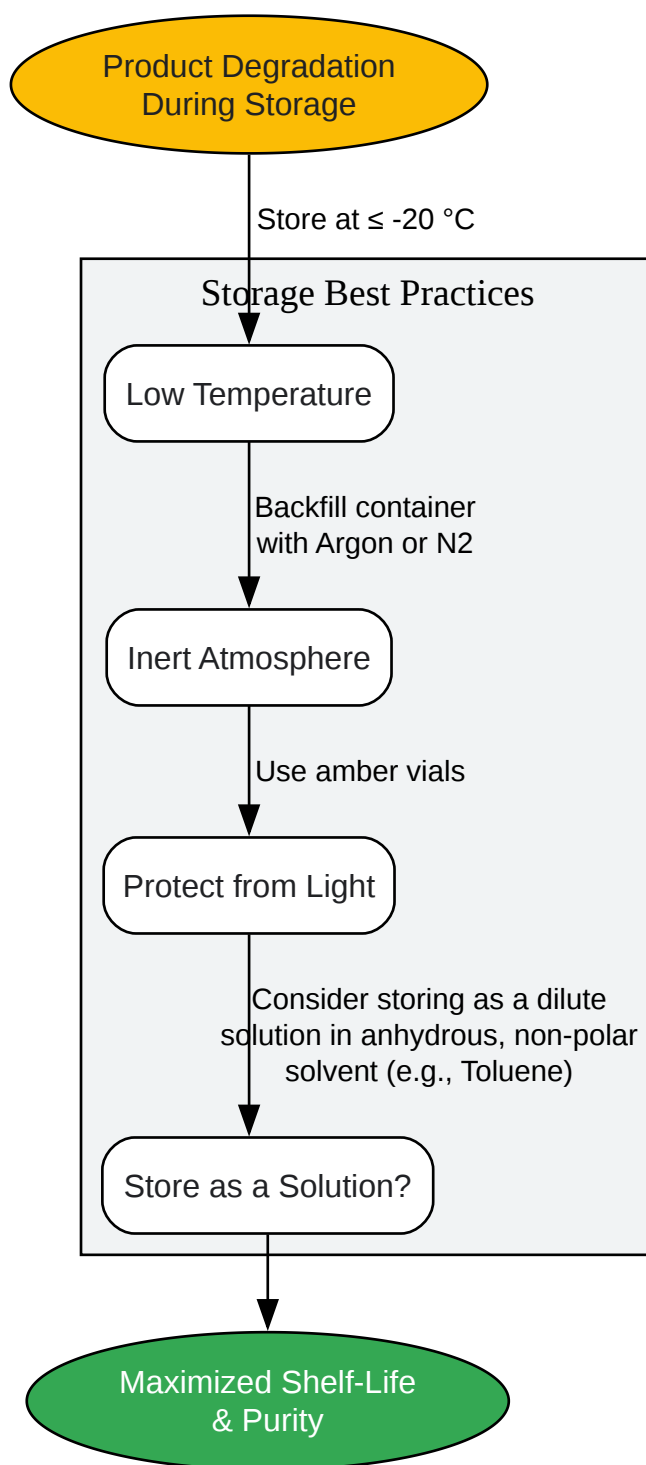 Product Degradation
During Storage
Store at ≤ -20 °C
Storage Best Practices
Low Temperature
Backfill container
with Argon or N2
Inert Atmosphere
Use amber vials
Protect from Light
Consider storing as a dilute
solution in anhydrous, non-polar
solvent (e.g., Toluene)
Store as a Solution?
Maximized Shelf-Life
& Purity